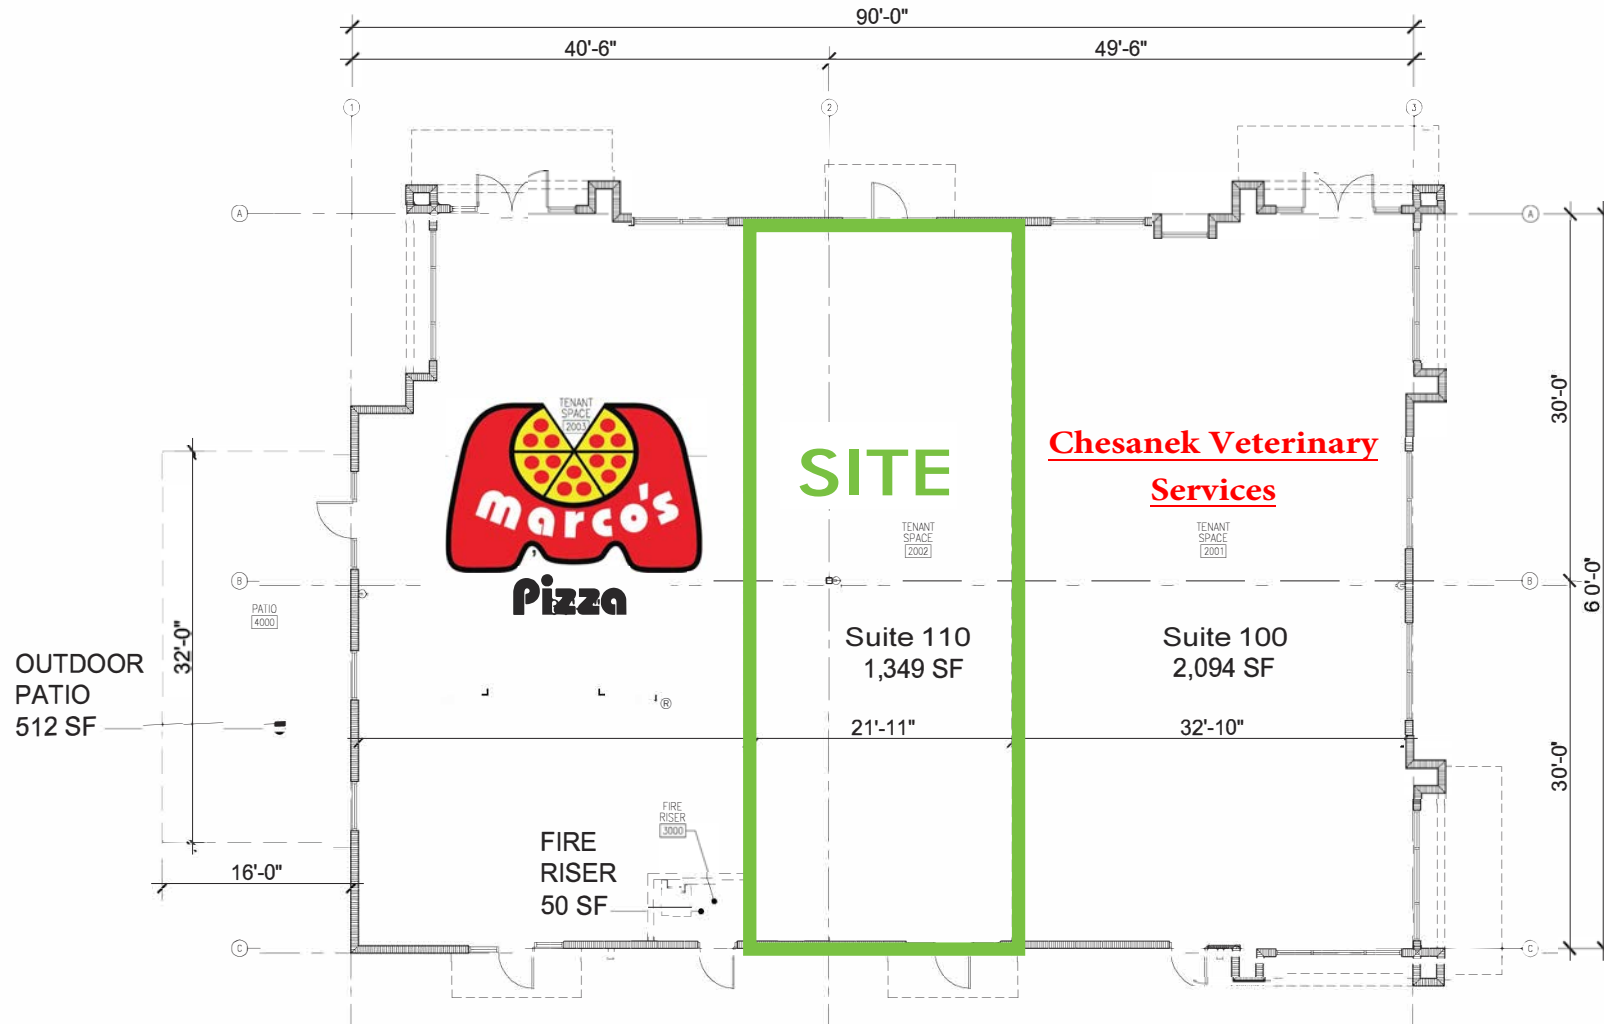 90'-0"
40'-6"
49'-6"
1
2
3
A
A
TENANT
SPACE
2003
marco's
Pizza
SITE
Chesanek Veterinary
Services
TENANT
SPACE
2002
TENANT
SPACE
2001
30'-0'
6 0'-0'
B
B
PATIO
4000
32'-0"
OUTDOOR
PATIO
512 SF
Suite 110
1,349 SF
Suite 100
2,094 SF
®
21'-11"
32'-10"
30'-0'
FIRE
RISER
3000
FIRE
RISER
50 SF
16'-0"
C
C